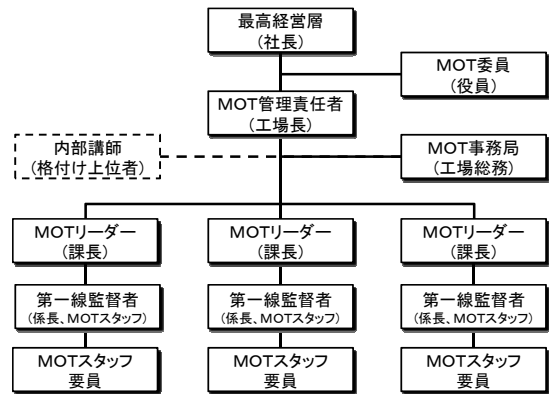 最高経営層
（社長）
MOT委員
（役員）
MOT管理責任者
（工場長）
内部講師
（格付け上位者）
MOT事務局
（工場総務）
MOTリーダー
（課長）
MOTリーダー
（課長）
MOTリーダー
（課長）
第一線監督者
（係長、MOTスタッフ）
第一線監督者
（係長、MOTスタッフ）
第一線監督者
（係長、MOTスタッフ）
MOTスタッフ
要員
MOTスタッフ
要員
MOTスタッフ
要員